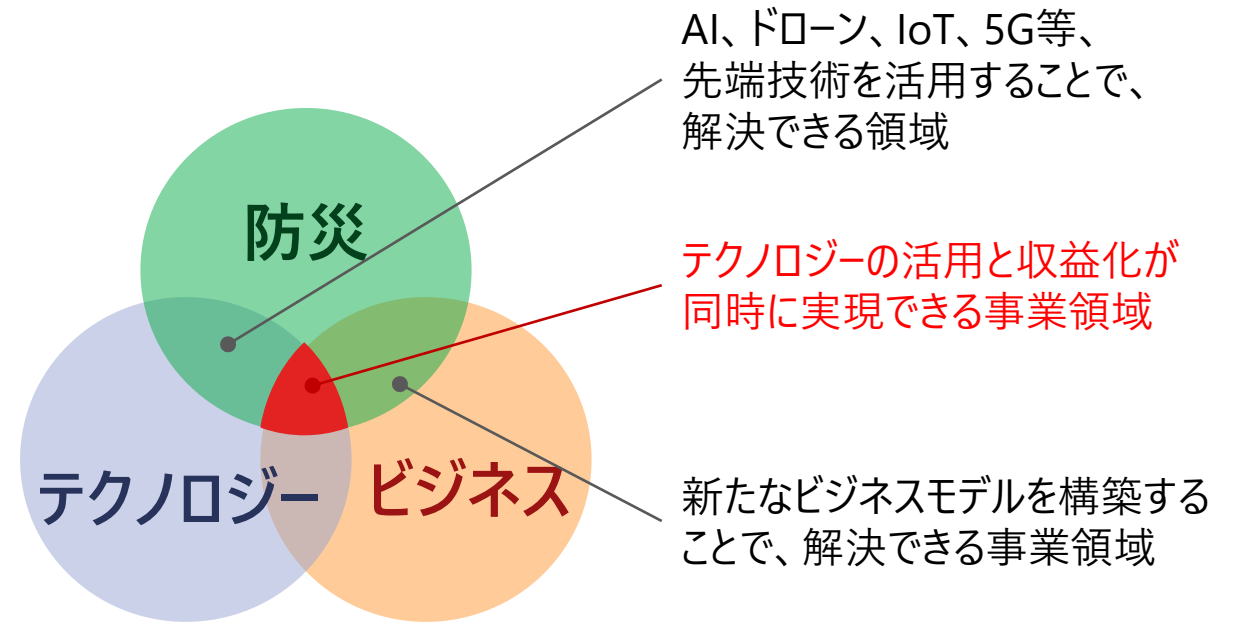 AI、ドローン、IoT、5G等、
先端技術を活用することで、
解決できる領域
防災
テクノロジーの活用と収益化が
同時に実現できる事業領域
テクノロジー
ビジネス
新たなビジネスモデルを構築する
ことで、解決できる事業領域